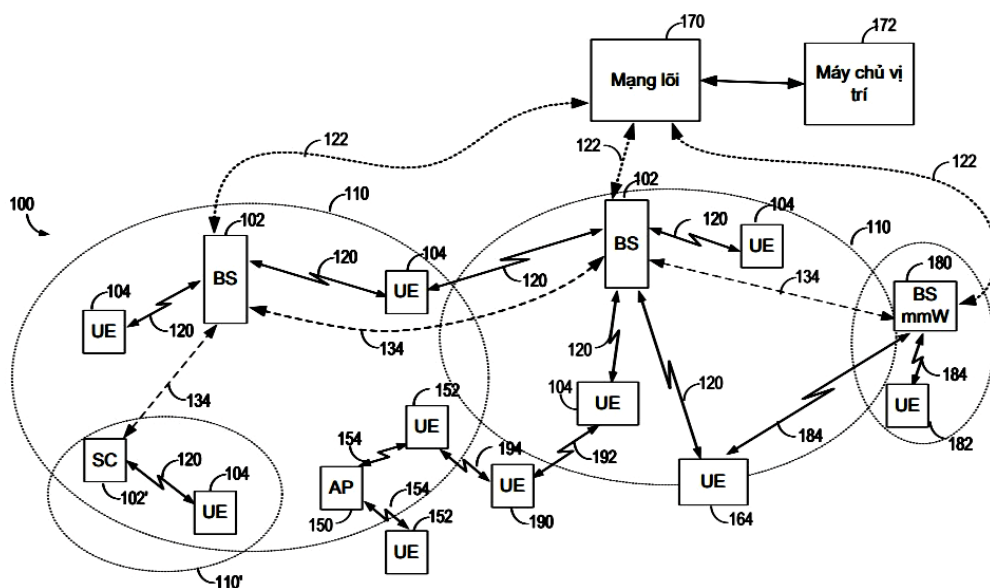 170
172
Mạng lõi
Máy chủ vị
trí
122
122
122
100
110
102
104
102
104
110
120
UE
BS
120
BS
120
UE
180
104
UE
134
BS
mmW
UE
120
134
120
184
120
UE
182
134
152
104
UE
120
154
UE
194
192
184
SC
120
104
102'
UE
AP
154
UE
UE
150
152
190
164
UE
110'